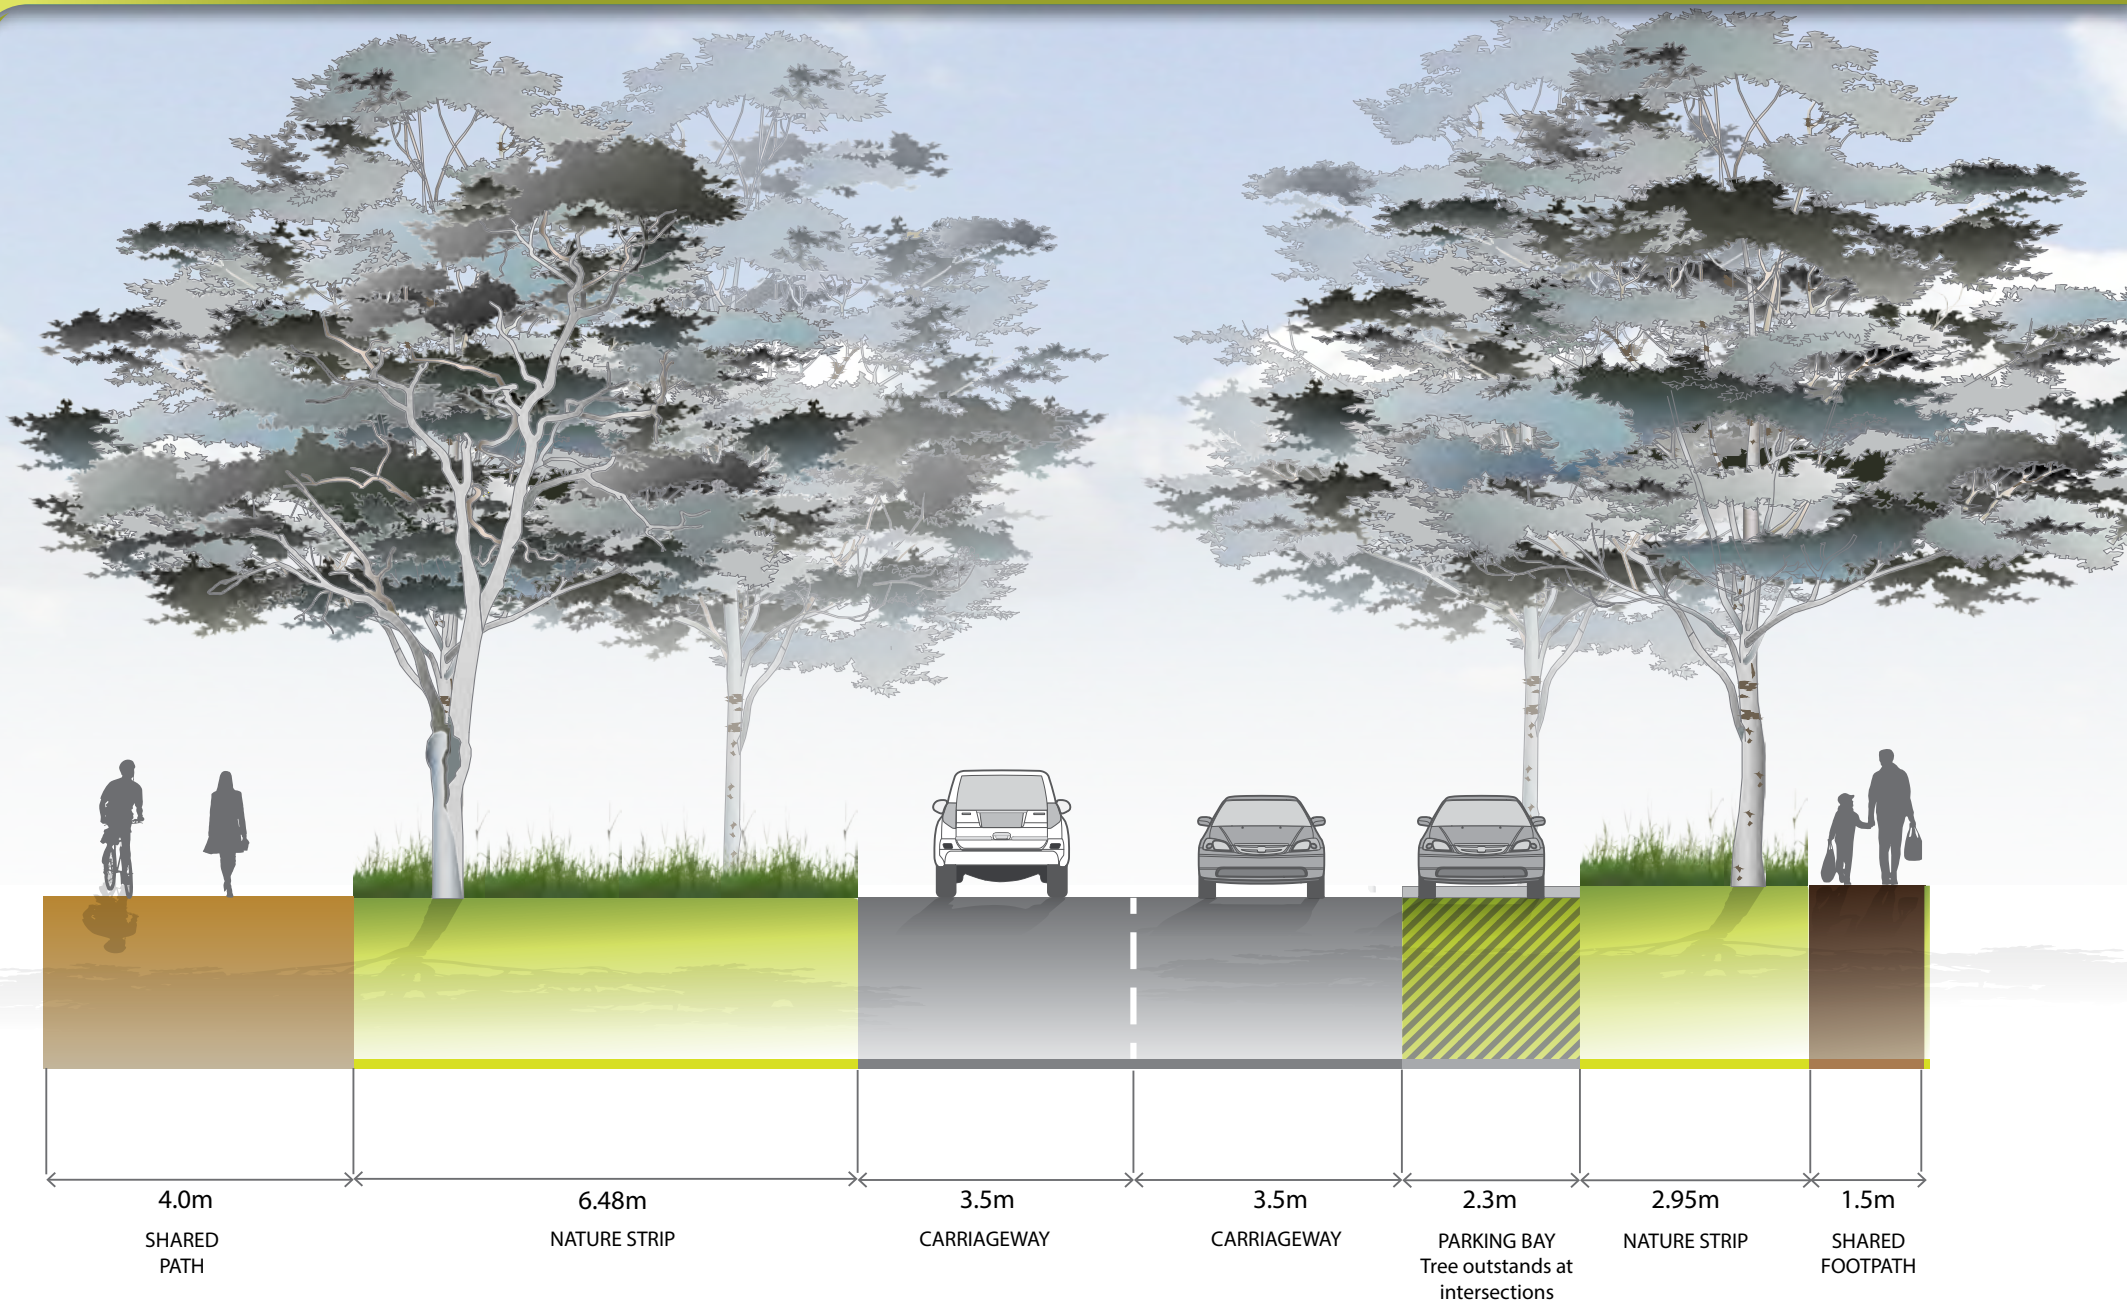 4.0m
SHARED
PATH
6.48m
NATURE STRIP
3.5m
CARRIAGEWAY
3.5m
CARRIAGEWAY
2.3m
PARKING BAY
Tree outstands at
intersections
2.95m
NATURE STRIP
1.5m
SHARED
FOOTPATH